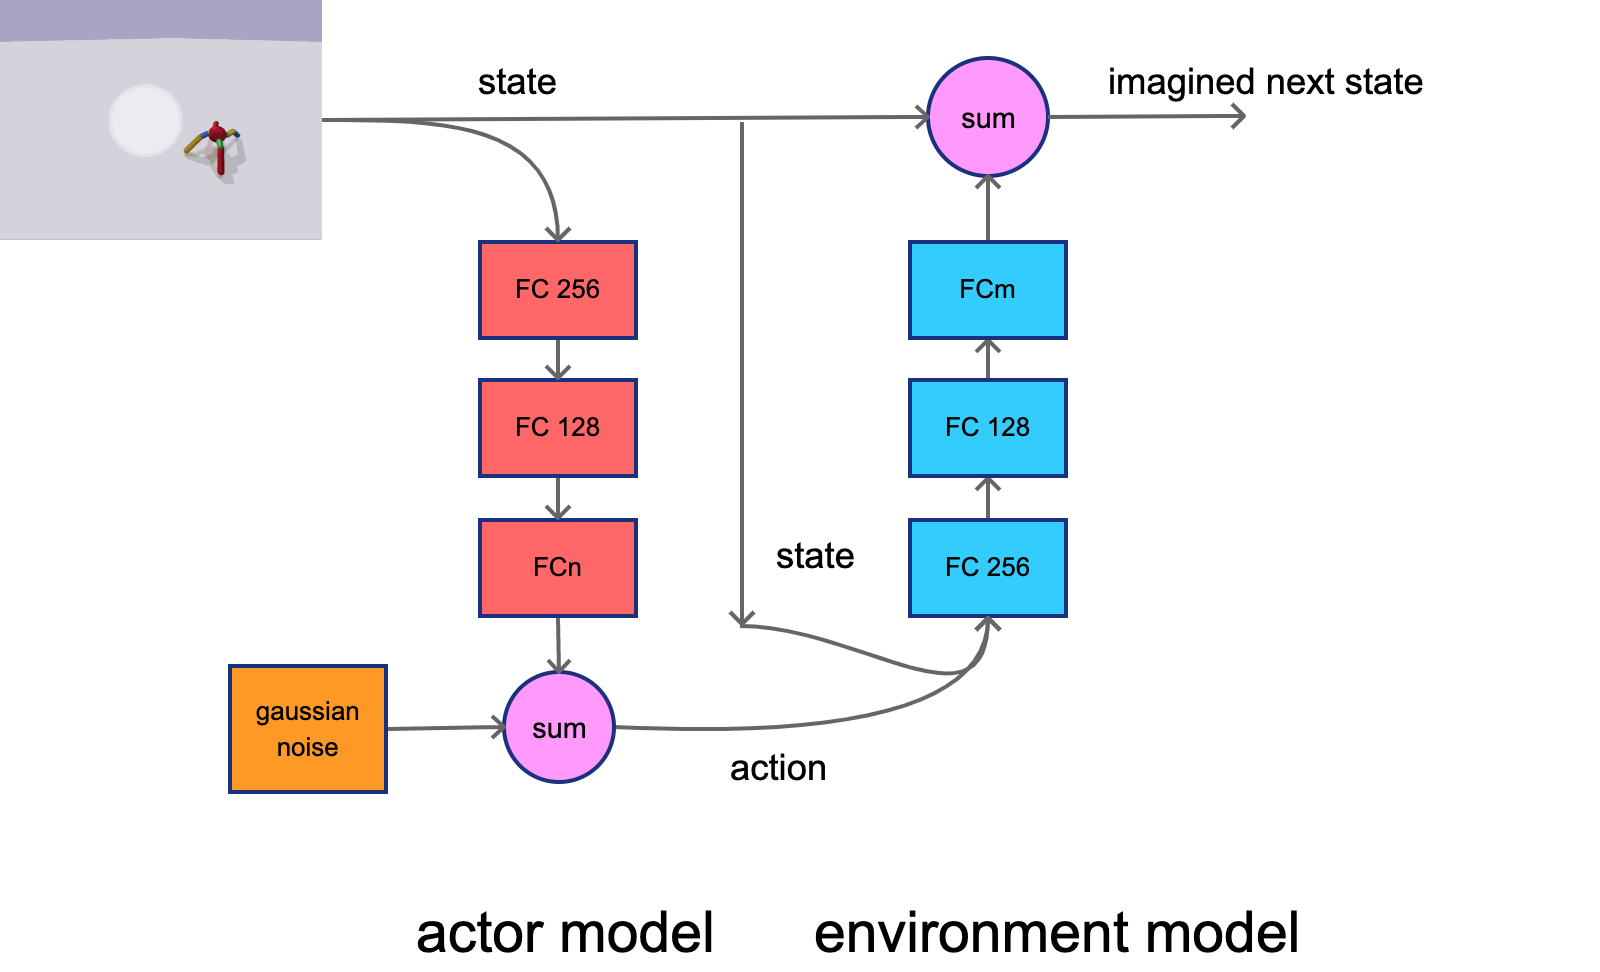 state
sum
imagined next state
FC 256
FC 128
FCn
gaussian
noise
sum
action
state
FCm
FC 128
FC 256
actor model
environment model